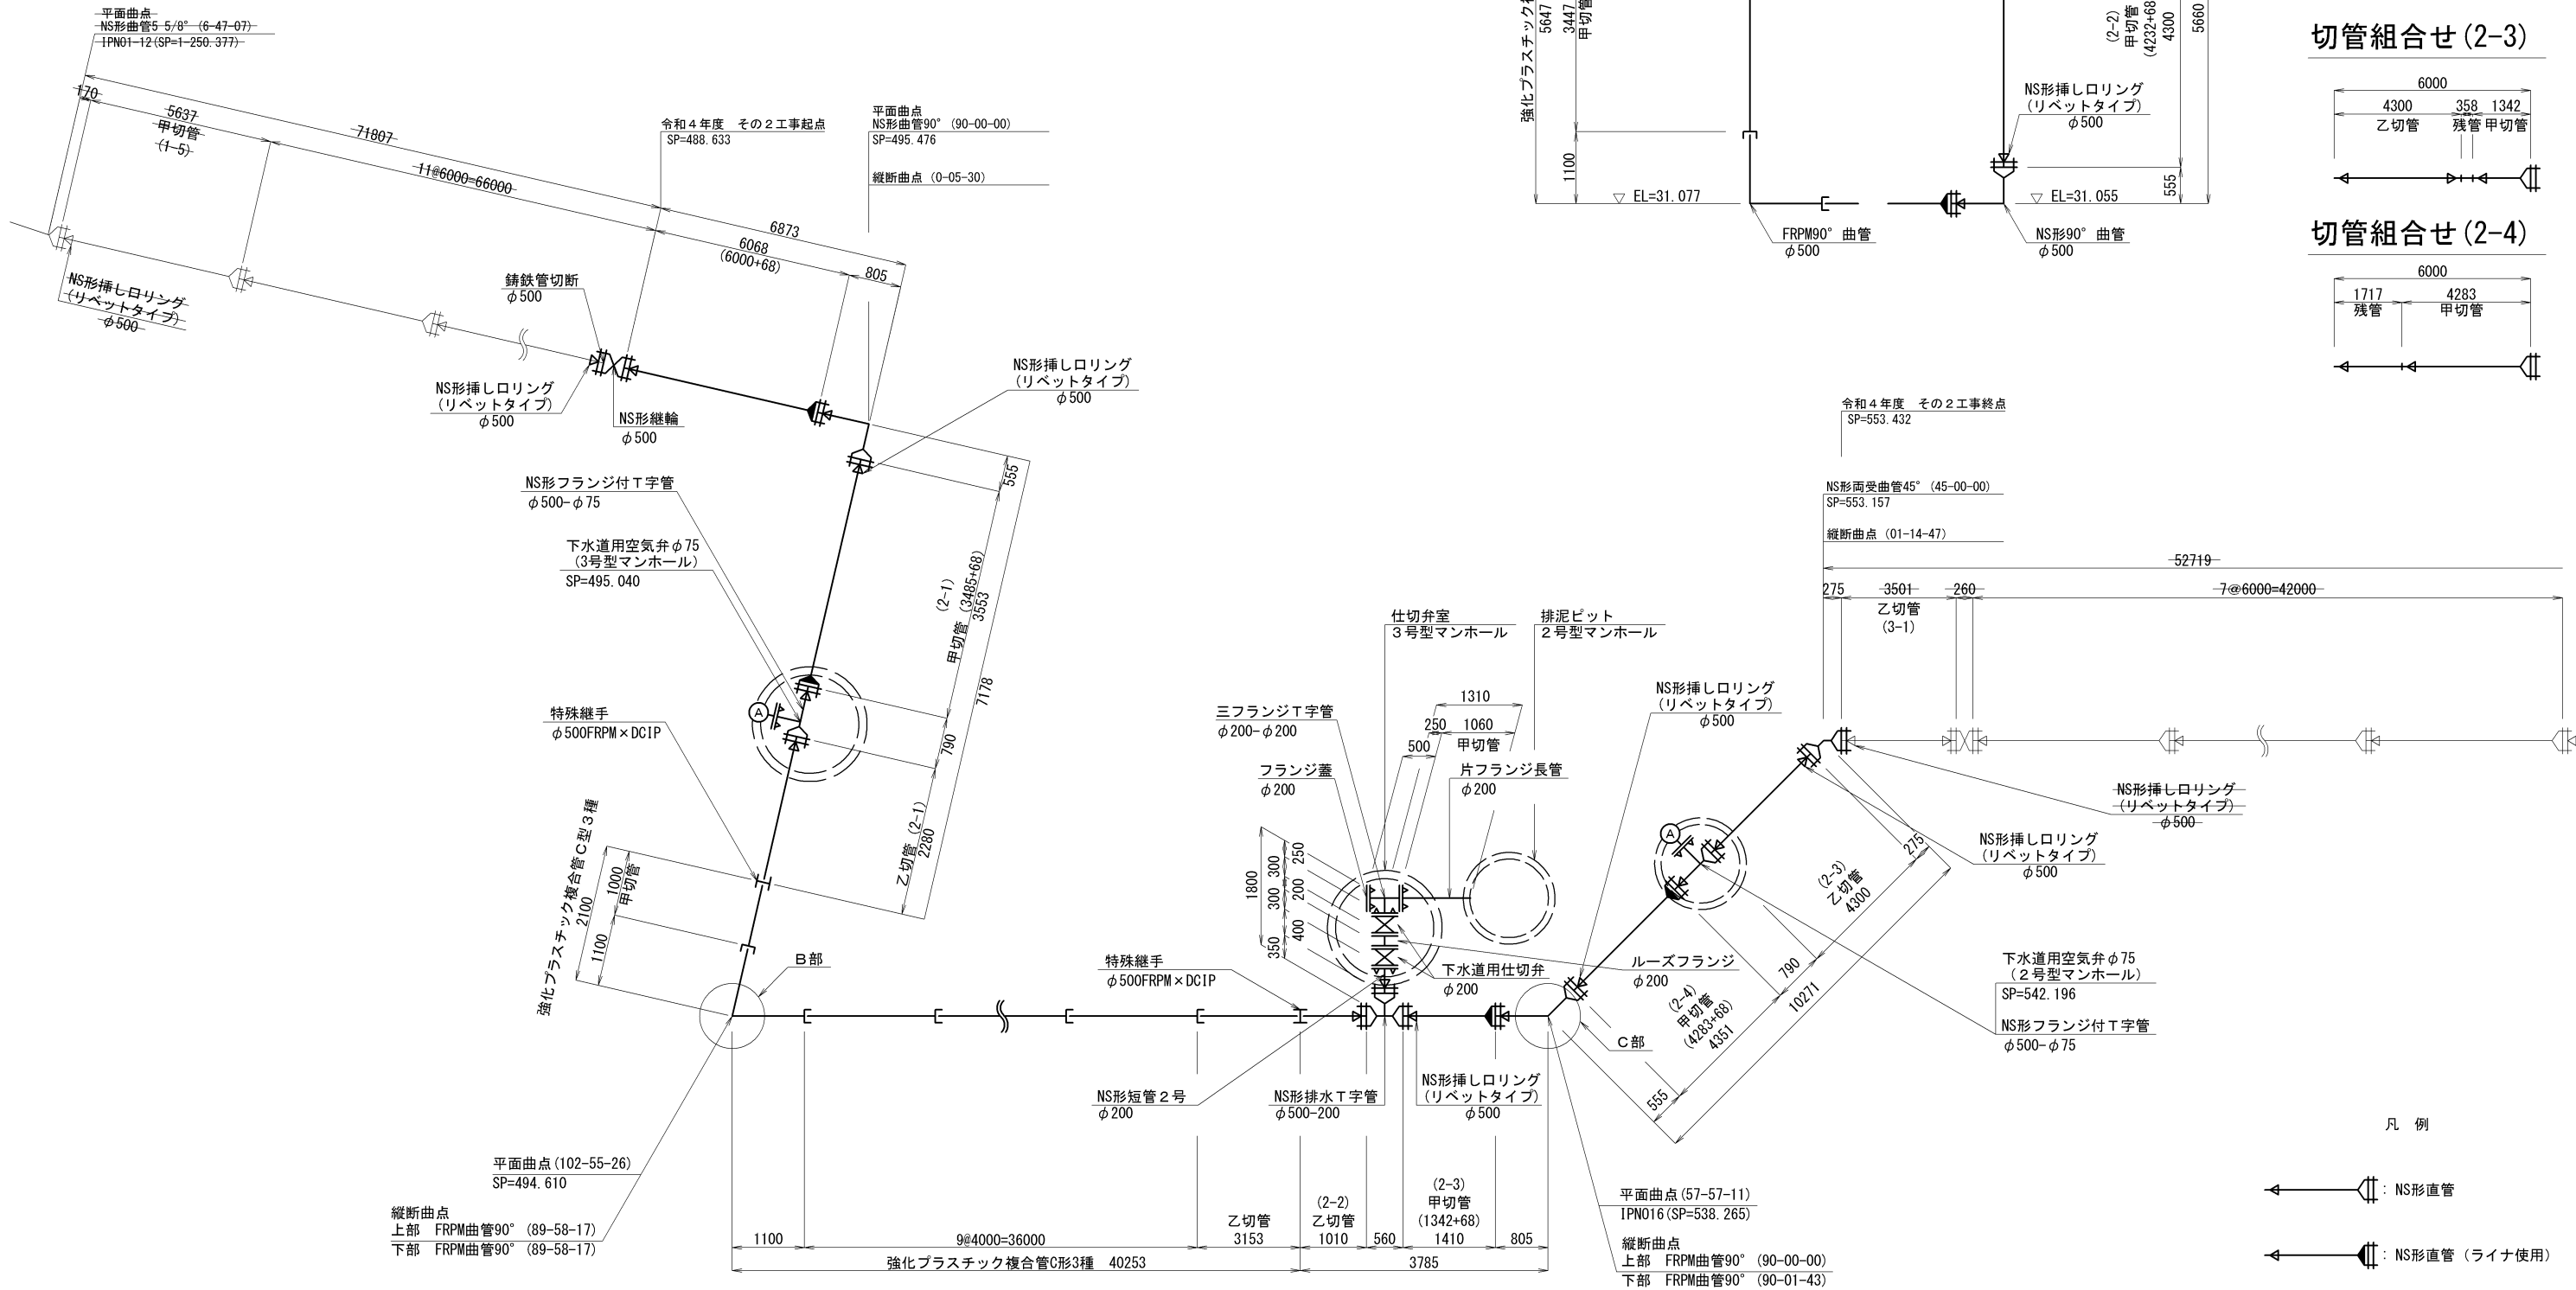 平面曲点
NS形曲管5 5/8° (6-47-07)
IPNO1-12(SP=1-250.377)
170
5637
甲切管
(1-5)
71807
11@6000=66000
NS形挿し口リング
(リベットタイプ)
φ500
令和４年度　その２工事起点
SP=488.633
平面曲点
NS形曲管90° (90-00-00)
SP=495.476
縦断曲点 (0-05-30)
6873
6068
(6000+68)
805
鋳鉄管切断
φ500
NS形挿し口リング
(リベットタイプ)
φ500
NS形継輪
φ500
NS形挿し口リング
(リベットタイプ)
φ500
NS形フランジ付Ｔ字管
φ500-φ75
下水道用空気弁φ75
(3号型マンホール)
SP=495.040
A
555
(2-1)
甲切管 (3485+68)
3553
7178
790
乙切管 (2-1)
2280
特殊継手
φ500FRPM×DCIP
強化プラスチック複合管Ｃ型３種
2100
1000
甲切管
1100
Ｂ部
平面曲点(102-55-26)
SP=494.610
縦断曲点
上部　FRPM曲管90° (89-58-17)
下部　FRPM曲管90° (89-58-17)
1100
9@4000=36000
乙切管
3153
強化プラスチック複合管C形3種　40253
(2-2)
乙切管
1010
560
(2-3)
甲切管
(1342+68)
1410
805
3785
特殊継手
φ500FRPM×DCIP
NS形短管２号
φ200
NS形排水Ｔ字管
φ500-200
NS形挿し口リング
(リベットタイプ)
φ500
三フランジＴ字管
φ200-φ200
フランジ蓋
φ200
仕切弁室
３号型マンホール
排泥ピット
２号型マンホール
1310
250
1060
甲切管
500
片フランジ長管
φ200
1800
250
300
200
300
400
350
下水道用仕切弁
φ200
ルーズフランジ
φ200
NS形挿し口リング
(リベットタイプ)
φ500
A
Ｃ部
275
(2-3)
乙切管
4300
790
10271
(2-4)
甲切管
(4283+68)
4351
555
平面曲点(57-57-11)
IPNO16(SP=538.265)
縦断曲点
上部　FRPM曲管90° (90-00-00)
下部　FRPM曲管90° (90-01-43)
下水道用空気弁φ75
(２号型マンホール)
SP=542.196
NS形フランジ付Ｔ字管
φ500-φ75
NS形挿し口リング
(リベットタイプ)
φ500
NS形挿し口リング
(リベットタイプ)
φ500
令和４年度　その２工事終点
SP=553.432
NS形両受曲管45° (45-00-00)
SP=553.157
縦断曲点 (01-14-47)
52719
275
3501
乙切管
(3-1)
260
7@6000=42000
5647
3447
甲切管
1100
EL=31.077
FRPM90° 曲管
φ500
(2-2)
甲切管
(4232+68
4300
5660
555
NS形挿し口リング
(リベットタイプ)
φ500
EL=31.055
NS形90° 曲管
φ500
切管組合せ(2-3)
6000
4300
358
1342
乙切管
残管
甲切管
切管組合せ(2-4)
6000
1717
4283
残管
甲切管
凡　例
: NS形直管
: NS形直管 (ライナ使用)